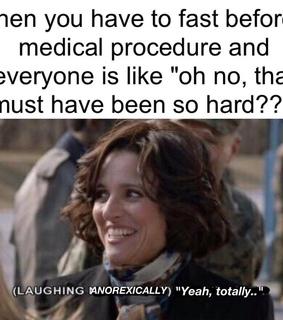 hen you have to fast befor
medical procedure and
everyone is like "oh no, tha
must have been so hard??
(LAUGHING ANOREXICALLY) "Yeah, totally.."